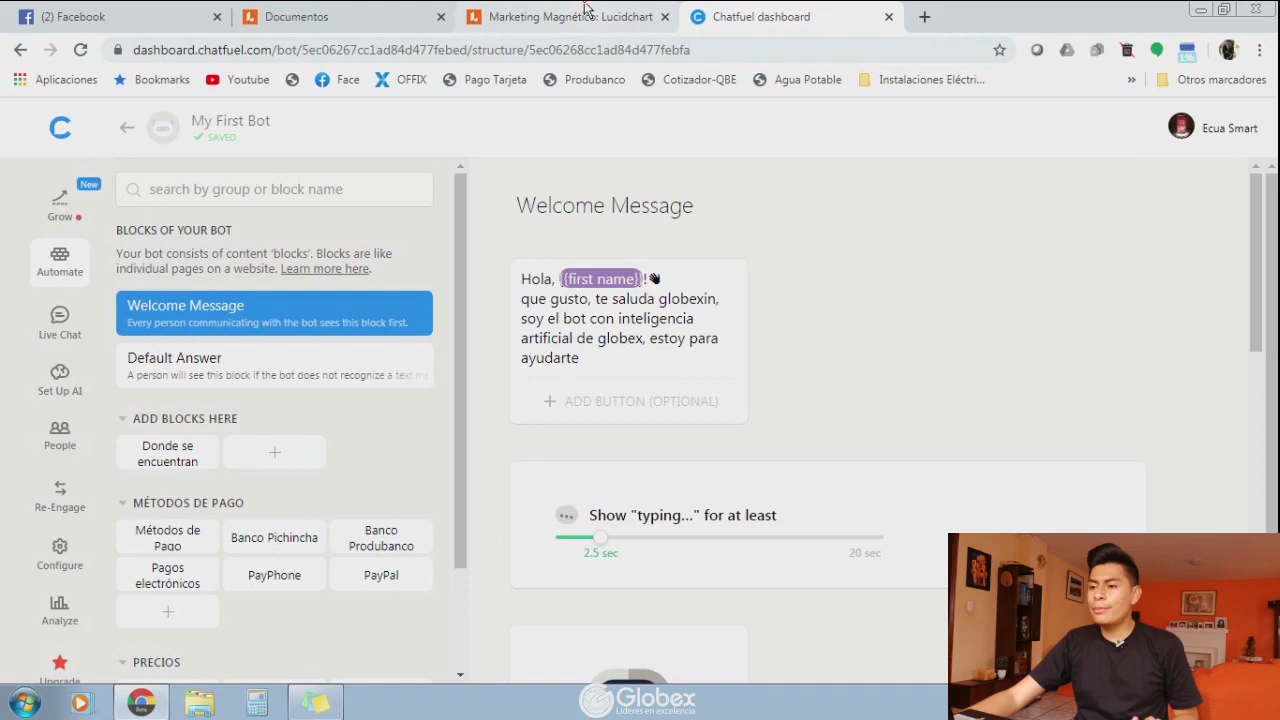 (2) Facebook
Documentos
Marketing Magnético: Lucidchart
Chatfuel dashboard
dashboard.chatfuel.com/bot/5ec06267cc1ad84d477febed/structure/5ec06268cc1ad84d477febfa
Aplicaciones
Bookmarks
Youtube
Face
OFFIX
Pago Tarjeta
Produbanco
Cotizador-QBE
Agua Potable
Instalaciones Eléctri...
»
Otros marcadores
My First Bot
SAVED
Ecua Smart
New
Grow
Automate
Live Chat
Set Up AI
People
Re-Engage
Configure
Analyze
Upgrade
search by group or block name
BLOCKS OF YOUR BOT
Your bot consists of content 'blocks'. Blocks are like
individual pages on a website. Learn more here.
Welcome Message
Every person communicating with the bot sees this block first.
Default Answer
A person will see this block if the bot does not recognize a text me
ADD BLOCKS HERE
Donde se
encuentran
+
MÉTODOS DE PAGO
Métodos de
Pago
Banco Pichincha
Banco
Produbanco
Pagos
electrónicos
PayPhone
PayPal
+
PRECIOS
Welcome Message
Hola, {{first name}}!
que gusto, te saluda globexin,
soy el bot con inteligencia
artificial de globex, estoy para
ayudarte
+ ADD BUTTON (OPTIONAL)
Show "typing..." for at least
2.5 sec
20 sec
Globex
Líderes en excelencia